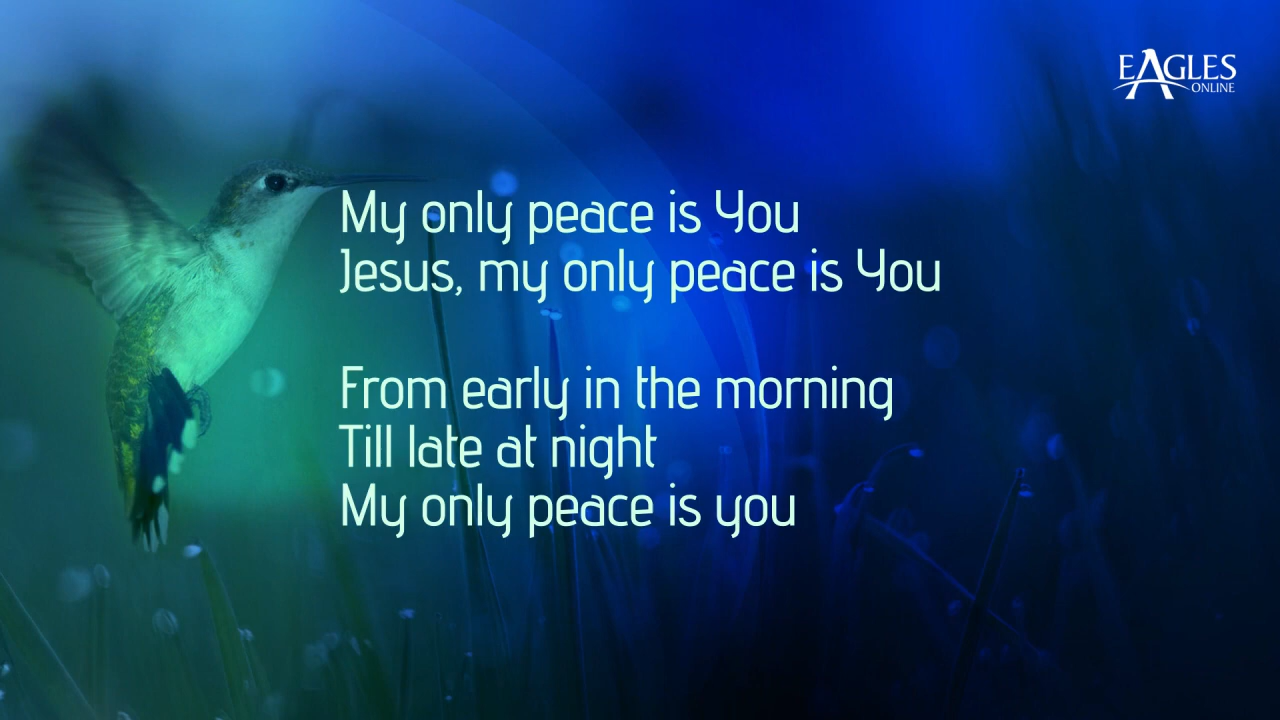 EAGLES
ONLINE
My only peace is You
Jesus, my only peace is You
From early in the morning
Till late at night
My only peace is you